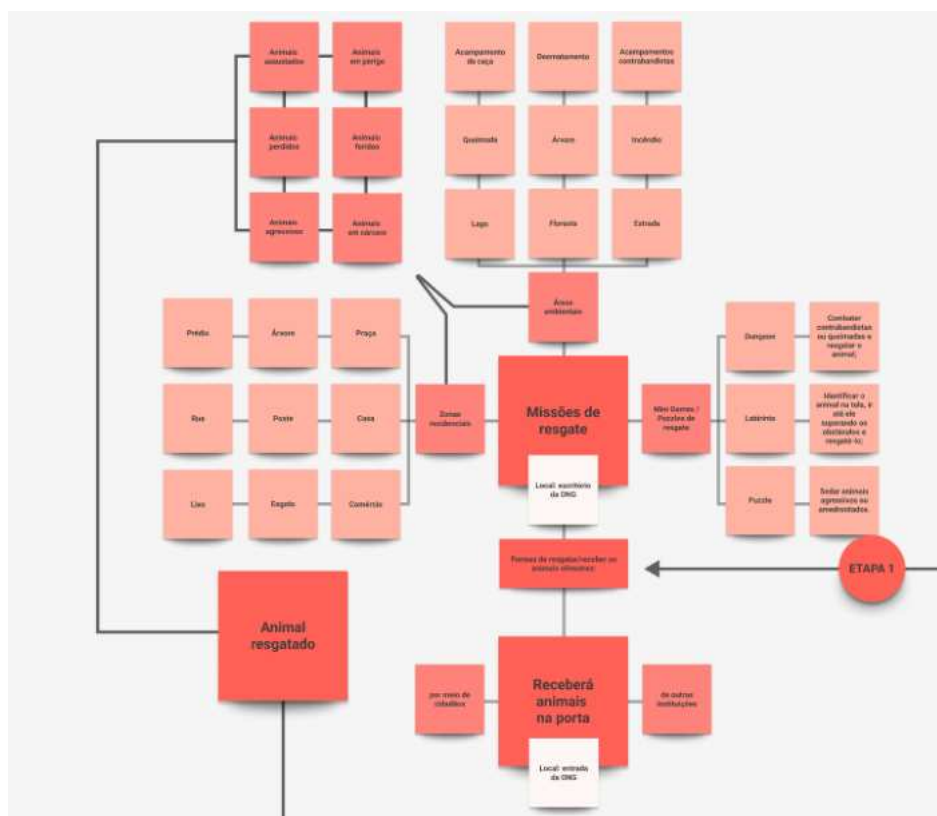 Animais
assustados
Animais
em perigo
Animais
perdidos
Animais
feridos
Animais
agressivos
Animais
em cárcere
Acampamento
de caça
Desmatamento
Acampamentos
contrabandistas
Queimada
Árvore
Incêndio
Lago
Floresta
Estrada
Áreas
ambientais
Prédio
Árvore
Praça
Rua
Poste
Casa
Lixo
Esgoto
Comércio
Zonas
residenciais
Missões de
resgate
Local: escritório
da ONG
Mini Games /
Puzzles de
resgate
Dungeon
Combater
contrabandistas
ou queimadas e
resgatar o
animal;
Labirinto
Identificar o
animal na tela, ir
até ele
superando os
obstáculos e
resgatá-lo;
Puzzle
Sedar animais
agressivos ou
amedrontados.
Formas de resgatar/receber os
animais silvestres
ETAPA 1
Animal
resgatado
Receberá
animais
na porta
Local: entrada
da ONG
por meio de
cidadãos
de outras
instituições